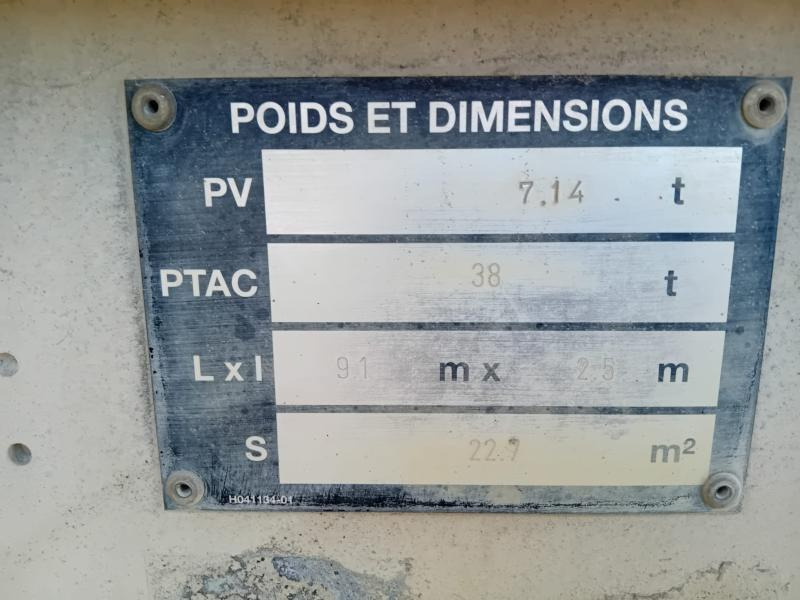 POIDS ET DIMENSIONS
PV 7.14 t
PTAC 38 t
L x l 9.1 m x 2.5 m
S 22.7 m²
H041134-01